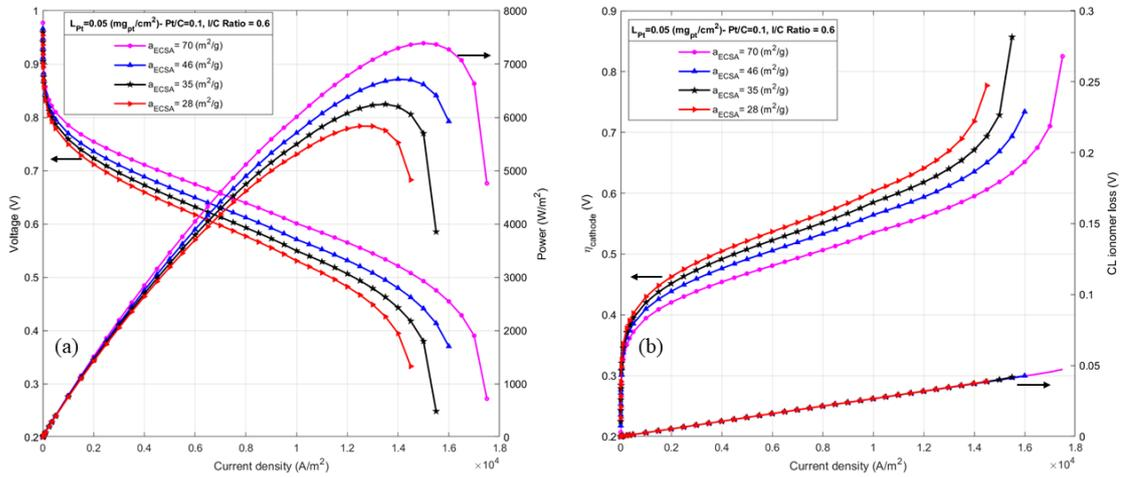 L_Pt=0.05 (mg_pt/cm²)- Pt/C=0.1, I/C Ratio = 0.6
a_ECSA= 70 (m²/g)
a_ECSA= 46 (m²/g)
a_ECSA= 35 (m²/g)
a_ECSA= 28 (m²/g)
1
0.9
0.8
0.7
0.6
0.5
0.4
0.3
0.2
Voltage (V)
8000
7000
6000
5000
4000
3000
2000
1000
0
Power (W/m²)
(a)
0.0 0.2 0.4 0.6 0.8 1.0 1.2 1.4 1.6 1.8
Current density (A/m²)
×10⁴
L_Pt=0.05 (mg_pt/cm²)- Pt/C=0.1, I/C Ratio = 0.6
a_ECSA= 70 (m²/g)
a_ECSA= 46 (m²/g)
a_ECSA= 35 (m²/g)
a_ECSA= 28 (m²/g)
0.9
0.8
0.7
0.6
0.5
0.4
0.3
0.2
η_cathode (V)
0.3
0.25
0.2
0.15
0.1
0.05
0
CL ionomer loss (V)
(b)
0.0 0.2 0.4 0.6 0.8 1.0 1.2 1.4 1.6 1.8
Current density (A/m²)
×10⁴